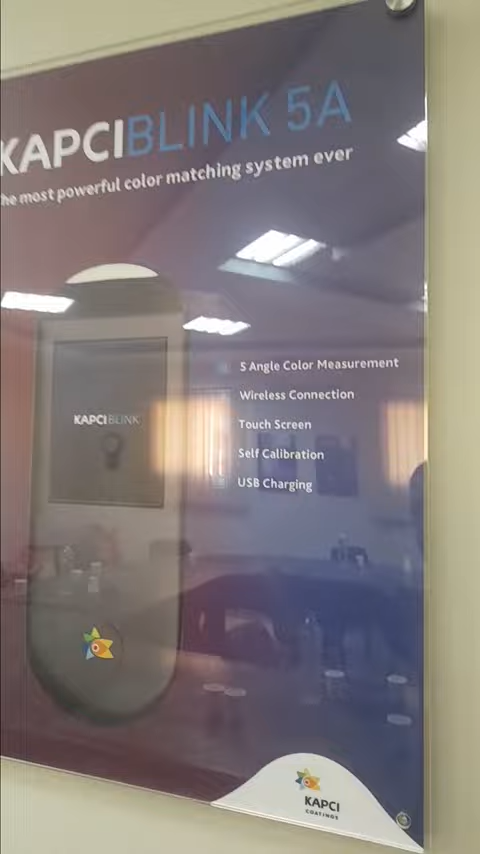 KAPCIBLINK 5A
he most powerful color matching system ever
5 Angle Color Measurement
Wireless Connection
KAPCIBLINK
Touch Screen
Self Calibration
USB Charging
KAPCI
COATINGS